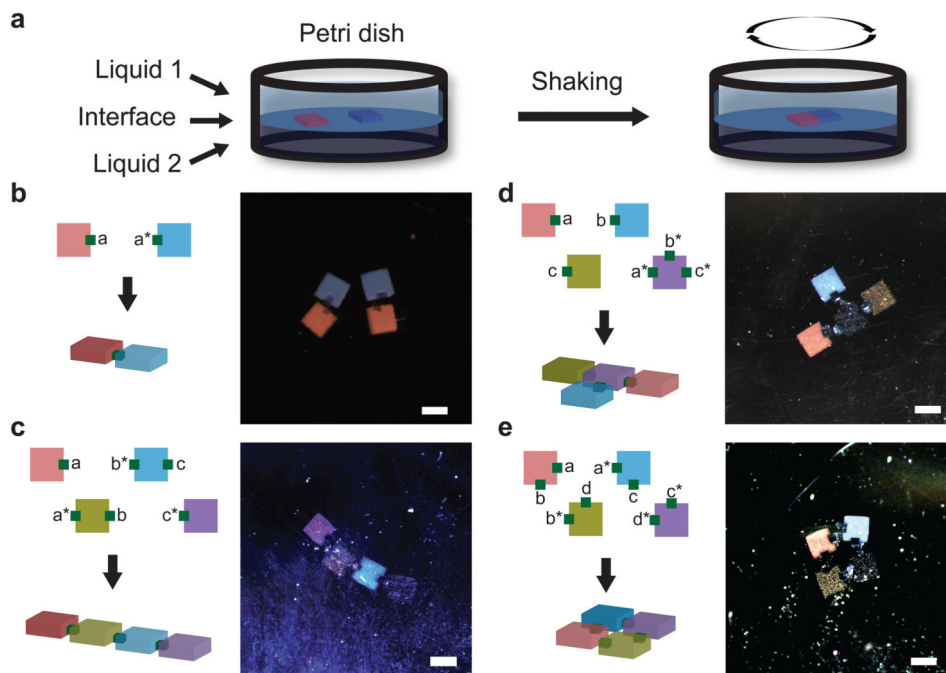 a
Petri dish
Liquid 1
Interface
Liquid 2
Shaking
b
a a*
c
a b* c
a* b c*
d
a b
b*
c a* c*
e
a a*
b d c c*
b* d*